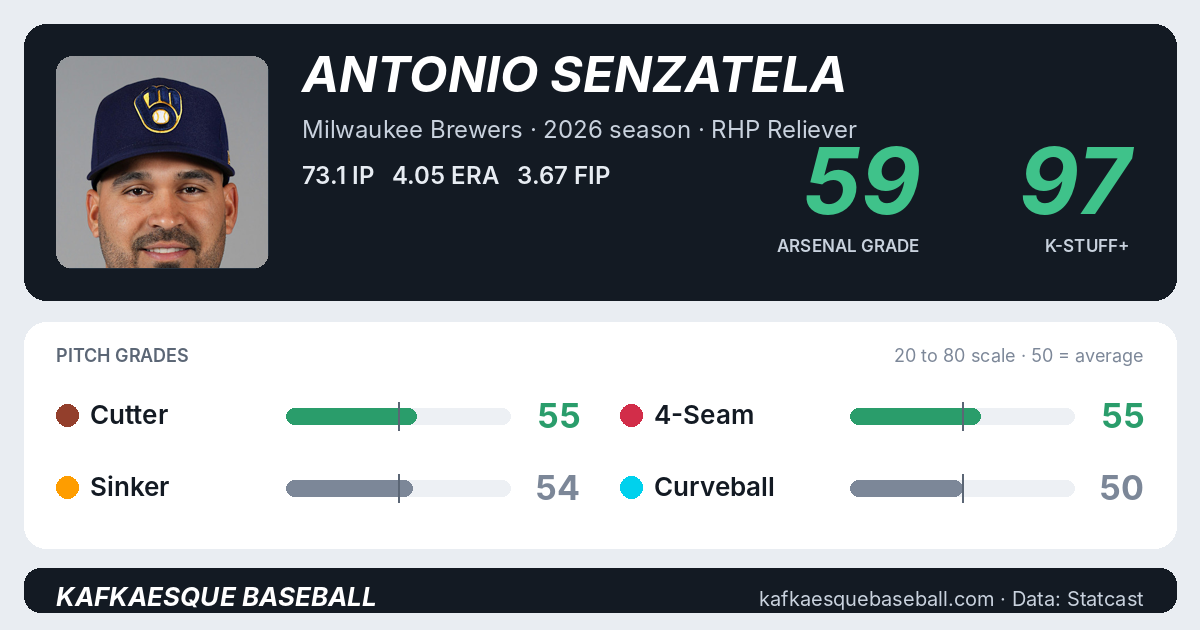 ANTONIO SENZATELA
Milwaukee Brewers · 2026 season · RHP Reliever
73.1 IP 4.05 ERA 3.67 FIP
59 97
ARSENAL GRADE K-STUFF+
PITCH GRADES 20 to 80 scale · 50 = average
Cutter 55 4-Seam 55
Sinker 54 Curveball 50
KAFKAESQUE BASEBALL kafkaesquebaseball.com · Data: Statcast